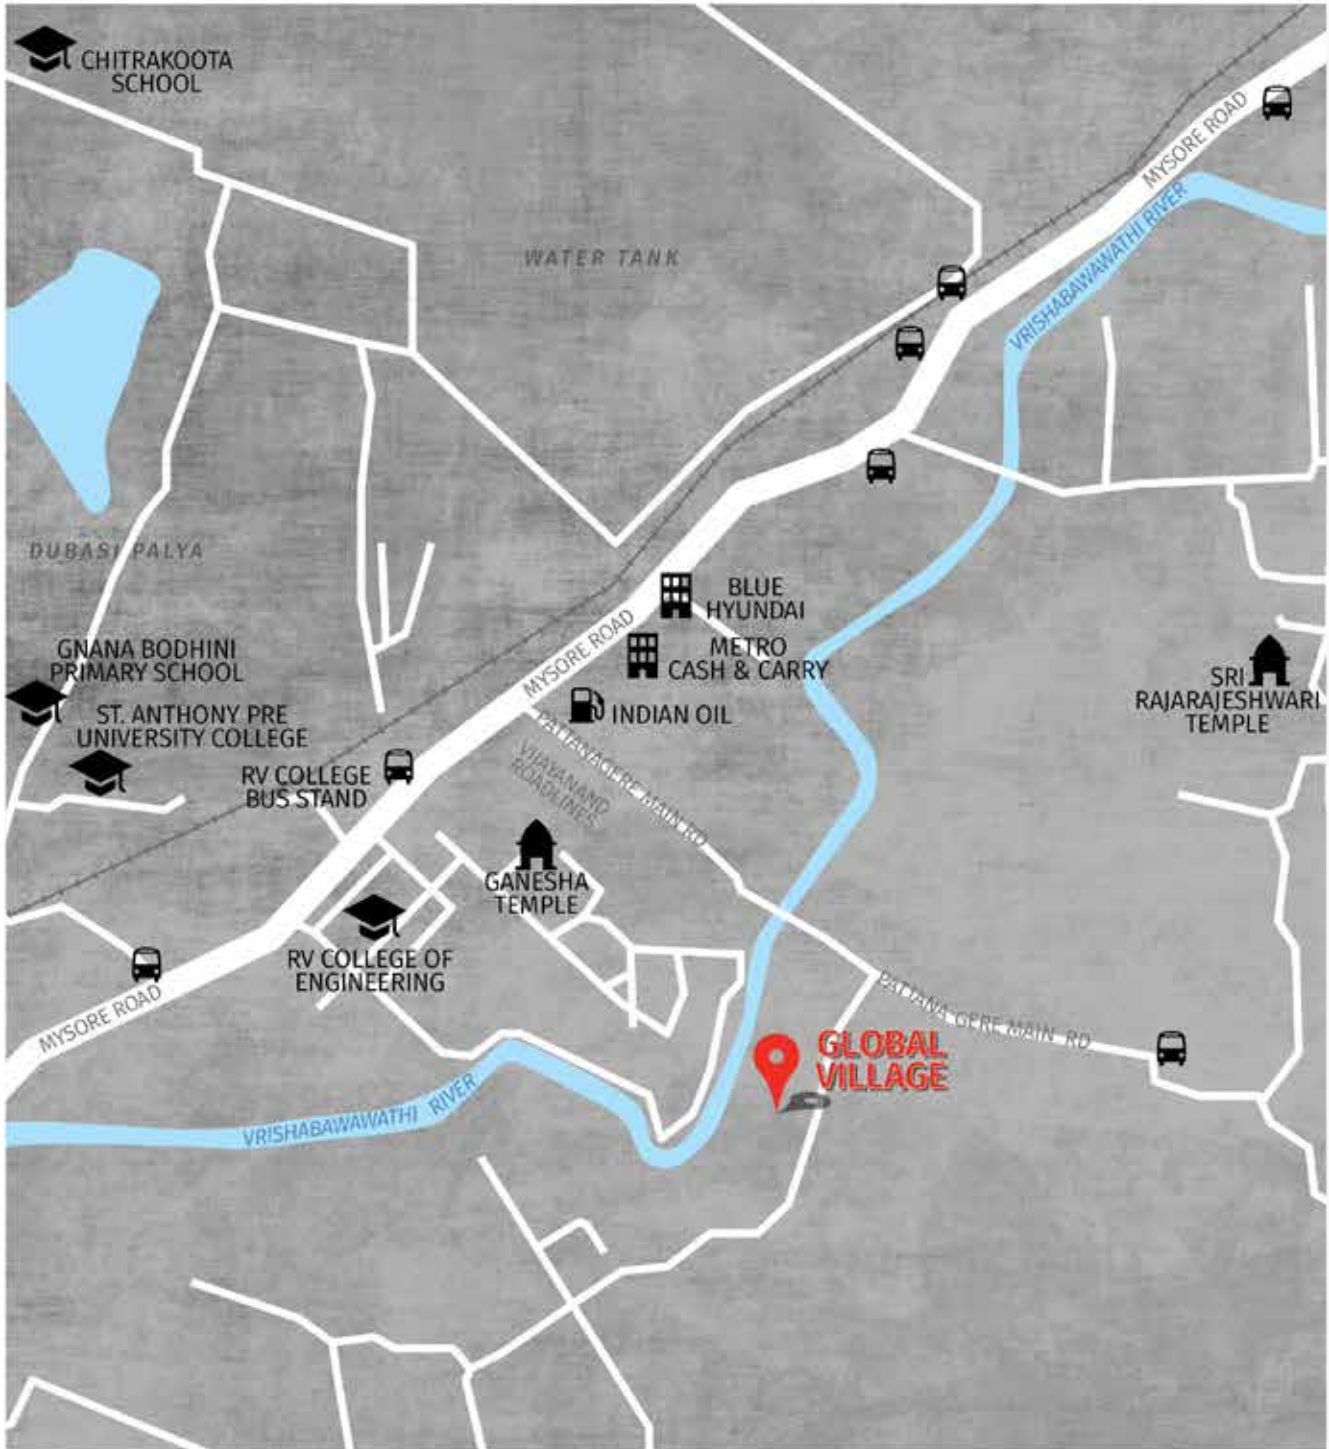 CHITRAKOOTA
SCHOOL
MYSORE ROAD
VRISHABAWAWATHI RIVER
WATER TANK
DUBASI PALYA
BLUE
HYUNDAI
MYSORE ROAD
METRO
CASH & CARRY
GNANA BODHINI
PRIMARY SCHOOL
SRI
RAJARAJESHWARI
TEMPLE
ST. ANTHONY PRE
UNIVERSITY COLLEGE
INDIAN OIL
PATTANAGERE MAIN RD
VIJAYANAND
ROADLINES
RV COLLEGE
BUS STAND
GANESHA
TEMPLE
RV COLLEGE OF
ENGINEERING
MYSORE ROAD
PATTANA GERE MAIN RD
GLOBAL
VILLAGE
VRISHABAWAWATHI RIVER